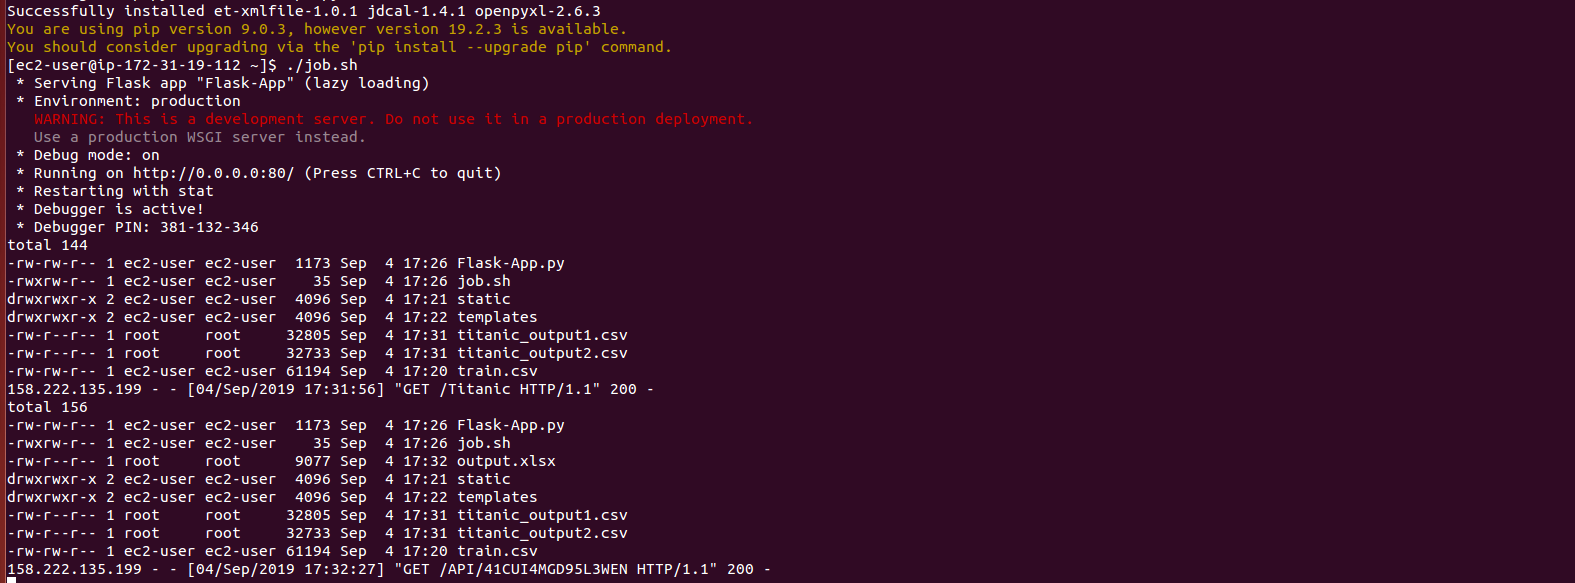 Successfully installed et-xmlfile-1.0.1 jdcal-1.4.1 openpyxl-2.6.3
You are using pip version 9.0.3, however version 19.2.3 is available.
You should consider upgrading via the 'pip install --upgrade pip' command.
[ec2-user@ip-172-31-19-112 ~]$ ./job.sh
 * Serving Flask app "Flask-App" (lazy loading)
 * Environment: production
   WARNING: This is a development server. Do not use it in a production deployment.
   Use a production WSGI server instead.
 * Debug mode: on
 * Running on http://0.0.0.0:80/ (Press CTRL+C to quit)
 * Restarting with stat
 * Debugger is active!
 * Debugger PIN: 381-132-346
total 144
-rw-rw-r-- 1 ec2-user ec2-user  1173 Sep  4 17:26 Flask-App.py
-rwxrw-r-- 1 ec2-user ec2-user    35 Sep  4 17:26 job.sh
drwxrwxr-x 2 ec2-user ec2-user  4096 Sep  4 17:21 static
drwxrwxr-x 2 ec2-user ec2-user  4096 Sep  4 17:22 templates
-rw-r--r-- 1 root     root     32805 Sep  4 17:31 titanic_output1.csv
-rw-r--r-- 1 root     root     32733 Sep  4 17:31 titanic_output2.csv
-rw-rw-r-- 1 ec2-user ec2-user 61194 Sep  4 17:20 train.csv
158.222.135.199 - - [04/Sep/2019 17:31:56] "GET /Titanic HTTP/1.1" 200 -
total 156
-rw-rw-r-- 1 ec2-user ec2-user  1173 Sep  4 17:26 Flask-App.py
-rwxrw-r-- 1 ec2-user ec2-user    35 Sep  4 17:26 job.sh
-rw-r--r-- 1 root     root      9077 Sep  4 17:32 output.xlsx
drwxrwxr-x 2 ec2-user ec2-user  4096 Sep  4 17:21 static
drwxrwxr-x 2 ec2-user ec2-user  4096 Sep  4 17:22 templates
-rw-r--r-- 1 root     root     32805 Sep  4 17:31 titanic_output1.csv
-rw-r--r-- 1 root     root     32733 Sep  4 17:31 titanic_output2.csv
-rw-rw-r-- 1 ec2-user ec2-user 61194 Sep  4 17:20 train.csv
158.222.135.199 - - [04/Sep/2019 17:32:27] "GET /API/41CUI4MGD95L3WEN HTTP/1.1" 200 -